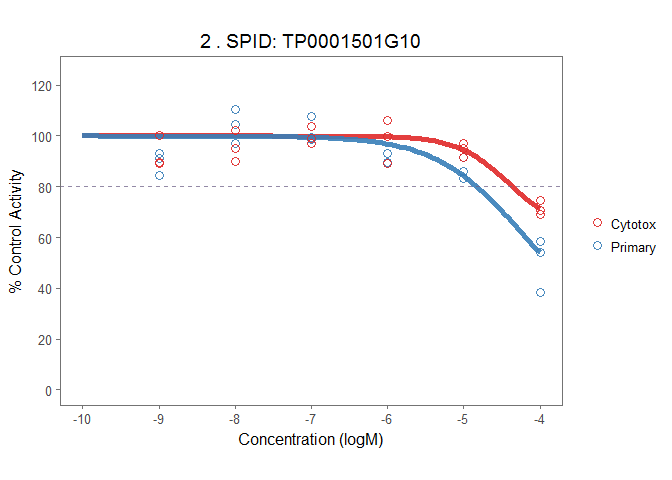 2 . SPID: TP0001501G10
% Control Activity
120
100
80
60
40
20
0
-10 -9 -8 -7 -6 -5 -4
Concentration (logM)
Cytotox
Primary